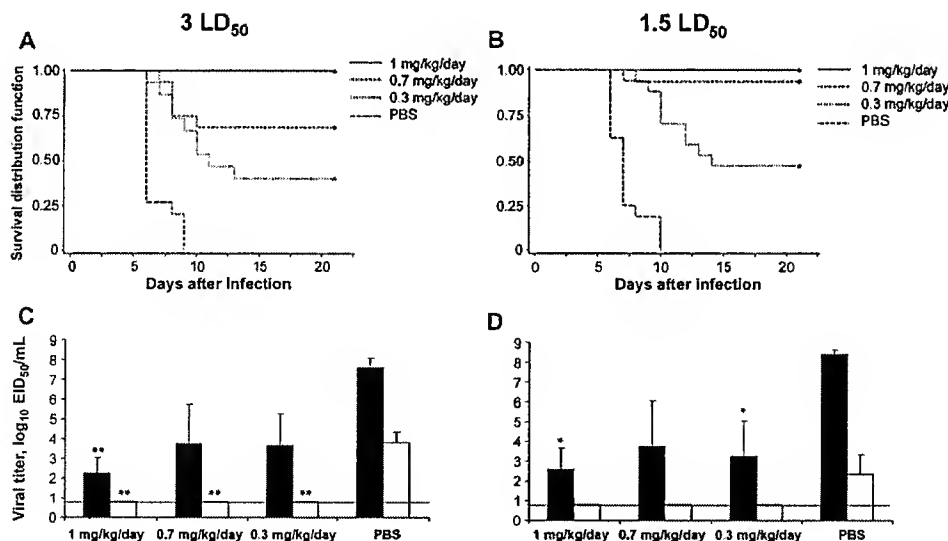 3 LD50
1.5 LD50
A
B
1 mg/kg/day
0.7 mg/kg/day
0.3 mg/kg/day
PBS
1 mg/kg/day
0.7 mg/kg/day
0.3 mg/kg/day
PBS
Survival distribution function
1.00
0.75
0.50
0.25
0
1.00
0.75
0.50
0.25
0
0 5 10 15 20
0 5 10 15 20
Days after Infection
Days after infection
C
D
Viral titer, log10 EID50/mL
9
8
7
6
5
4
3
2
1
0
9
8
7
6
5
4
3
2
1
0
** ** ** **
* *
1 mg/kg/day 0.7 mg/kg/day 0.3 mg/kg/day PBS
1 mg/kg/day 0.7 mg/kg/day 0.3 mg/kg/day PBS